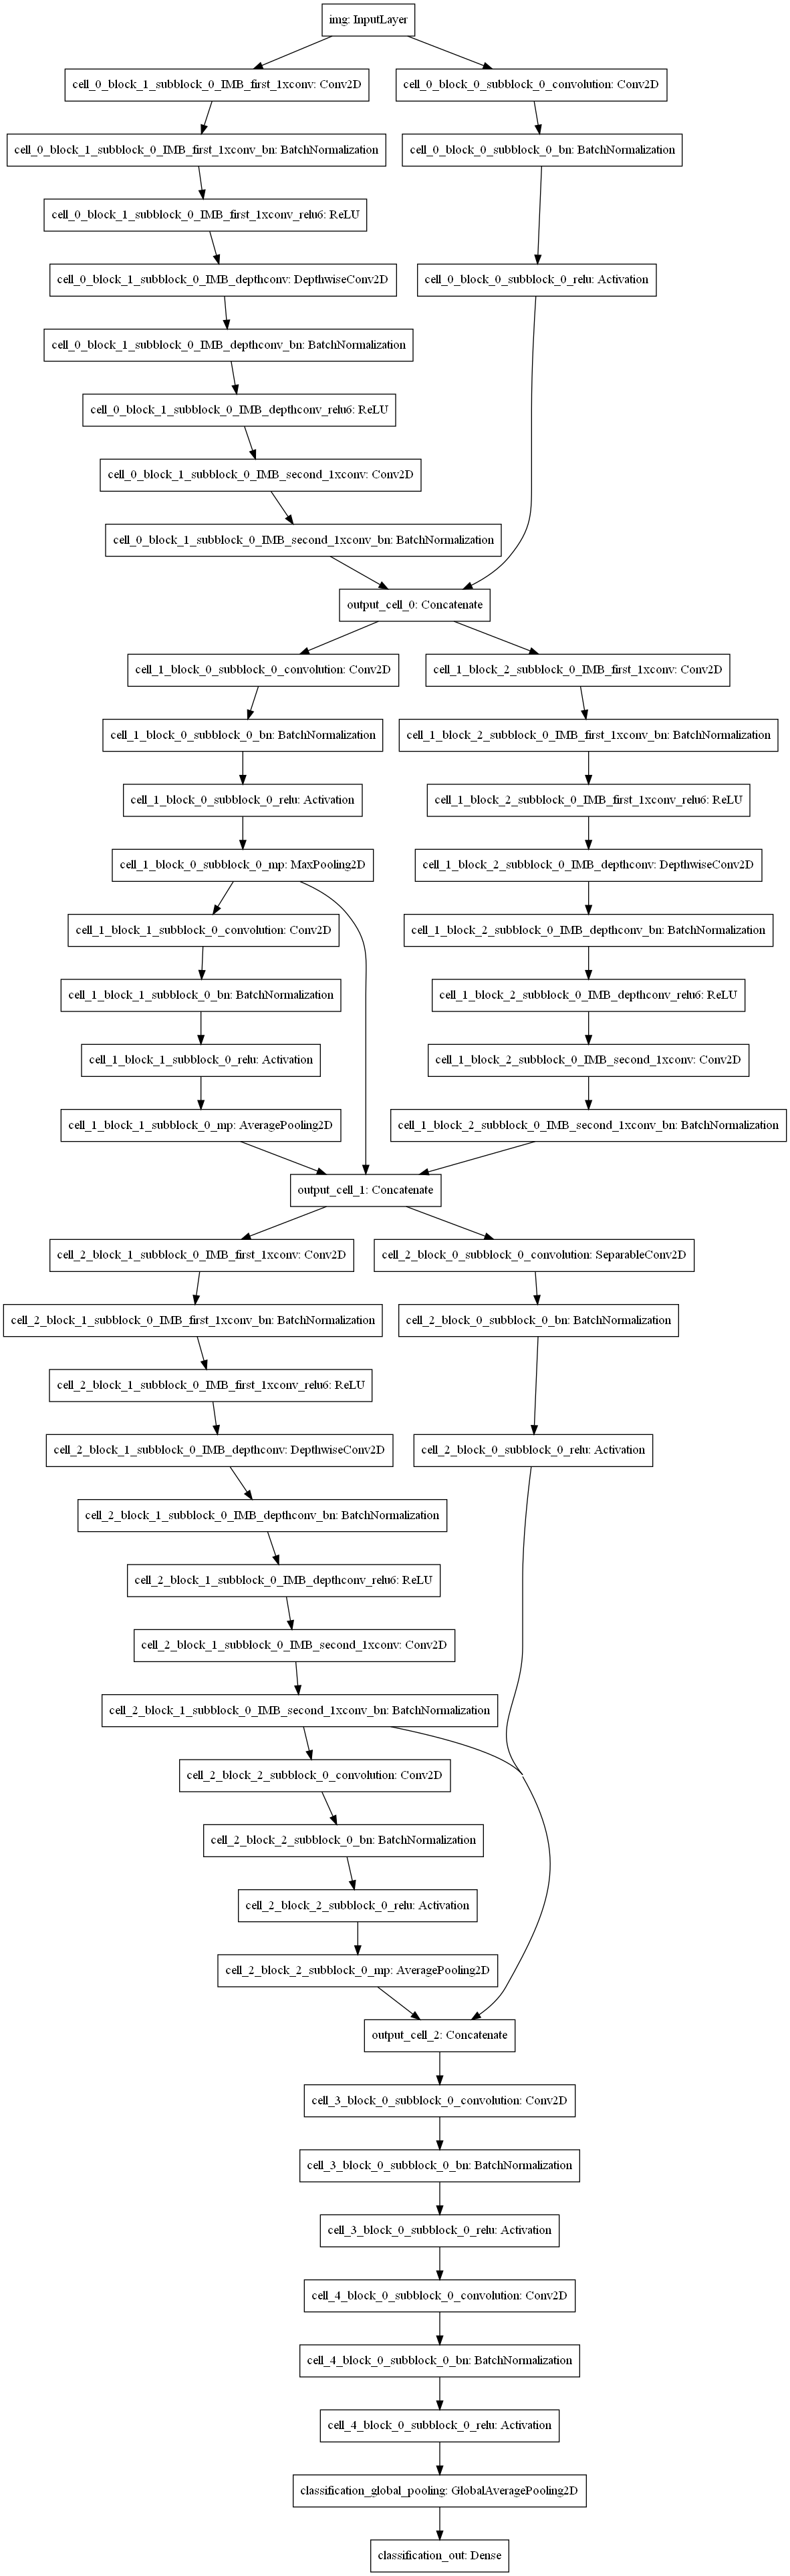 img: InputLayer
cell_0_block_1_subblock_0_IMB_first_1xconv: Conv2D
cell_0_block_0_subblock_0_convolution: Conv2D
cell_0_block_1_subblock_0_IMB_first_1xconv_bn: BatchNormalization
cell_0_block_0_subblock_0_bn: BatchNormalization
cell_0_block_1_subblock_0_IMB_first_1xconv_relu6: ReLU
cell_0_block_1_subblock_0_IMB_depthconv: DepthwiseConv2D
cell_0_block_0_subblock_0_relu: Activation
cell_0_block_1_subblock_0_IMB_depthconv_bn: BatchNormalization
cell_0_block_1_subblock_0_IMB_depthconv_relu6: ReLU
cell_0_block_1_subblock_0_IMB_second_1xconv: Conv2D
cell_0_block_1_subblock_0_IMB_second_1xconv_bn: BatchNormalization
output_cell_0: Concatenate
cell_1_block_0_subblock_0_convolution: Conv2D
cell_1_block_2_subblock_0_IMB_first_1xconv: Conv2D
cell_1_block_0_subblock_0_bn: BatchNormalization
cell_1_block_2_subblock_0_IMB_first_1xconv_bn: BatchNormalization
cell_1_block_0_subblock_0_relu: Activation
cell_1_block_2_subblock_0_IMB_first_1xconv_relu6: ReLU
cell_1_block_0_subblock_0_mp: MaxPooling2D
cell_1_block_2_subblock_0_IMB_depthconv: DepthwiseConv2D
cell_1_block_1_subblock_0_convolution: Conv2D
cell_1_block_2_subblock_0_IMB_depthconv_bn: BatchNormalization
cell_1_block_1_subblock_0_bn: BatchNormalization
cell_1_block_2_subblock_0_IMB_depthconv_relu6: ReLU
cell_1_block_1_subblock_0_relu: Activation
cell_1_block_2_subblock_0_IMB_second_1xconv: Conv2D
cell_1_block_1_subblock_0_mp: AveragePooling2D
cell_1_block_2_subblock_0_IMB_second_1xconv_bn: BatchNormalization
output_cell_1: Concatenate
cell_2_block_1_subblock_0_IMB_first_1xconv: Conv2D
cell_2_block_0_subblock_0_convolution: SeparableConv2D
cell_2_block_1_subblock_0_IMB_first_1xconv_bn: BatchNormalization
cell_2_block_0_subblock_0_bn: BatchNormalization
cell_2_block_1_subblock_0_IMB_first_1xconv_relu6: ReLU
cell_2_block_1_subblock_0_IMB_depthconv: DepthwiseConv2D
cell_2_block_0_subblock_0_relu: Activation
cell_2_block_1_subblock_0_IMB_depthconv_bn: BatchNormalization
cell_2_block_1_subblock_0_IMB_depthconv_relu6: ReLU
cell_2_block_1_subblock_0_IMB_second_1xconv: Conv2D
cell_2_block_1_subblock_0_IMB_second_1xconv_bn: BatchNormalization
cell_2_block_2_subblock_0_convolution: Conv2D
cell_2_block_2_subblock_0_bn: BatchNormalization
cell_2_block_2_subblock_0_relu: Activation
cell_2_block_2_subblock_0_mp: AveragePooling2D
output_cell_2: Concatenate
cell_3_block_0_subblock_0_convolution: Conv2D
cell_3_block_0_subblock_0_bn: BatchNormalization
cell_3_block_0_subblock_0_relu: Activation
cell_4_block_0_subblock_0_convolution: Conv2D
cell_4_block_0_subblock_0_bn: BatchNormalization
cell_4_block_0_subblock_0_relu: Activation
classification_global_pooling: GlobalAveragePooling2D
classification_out: Dense